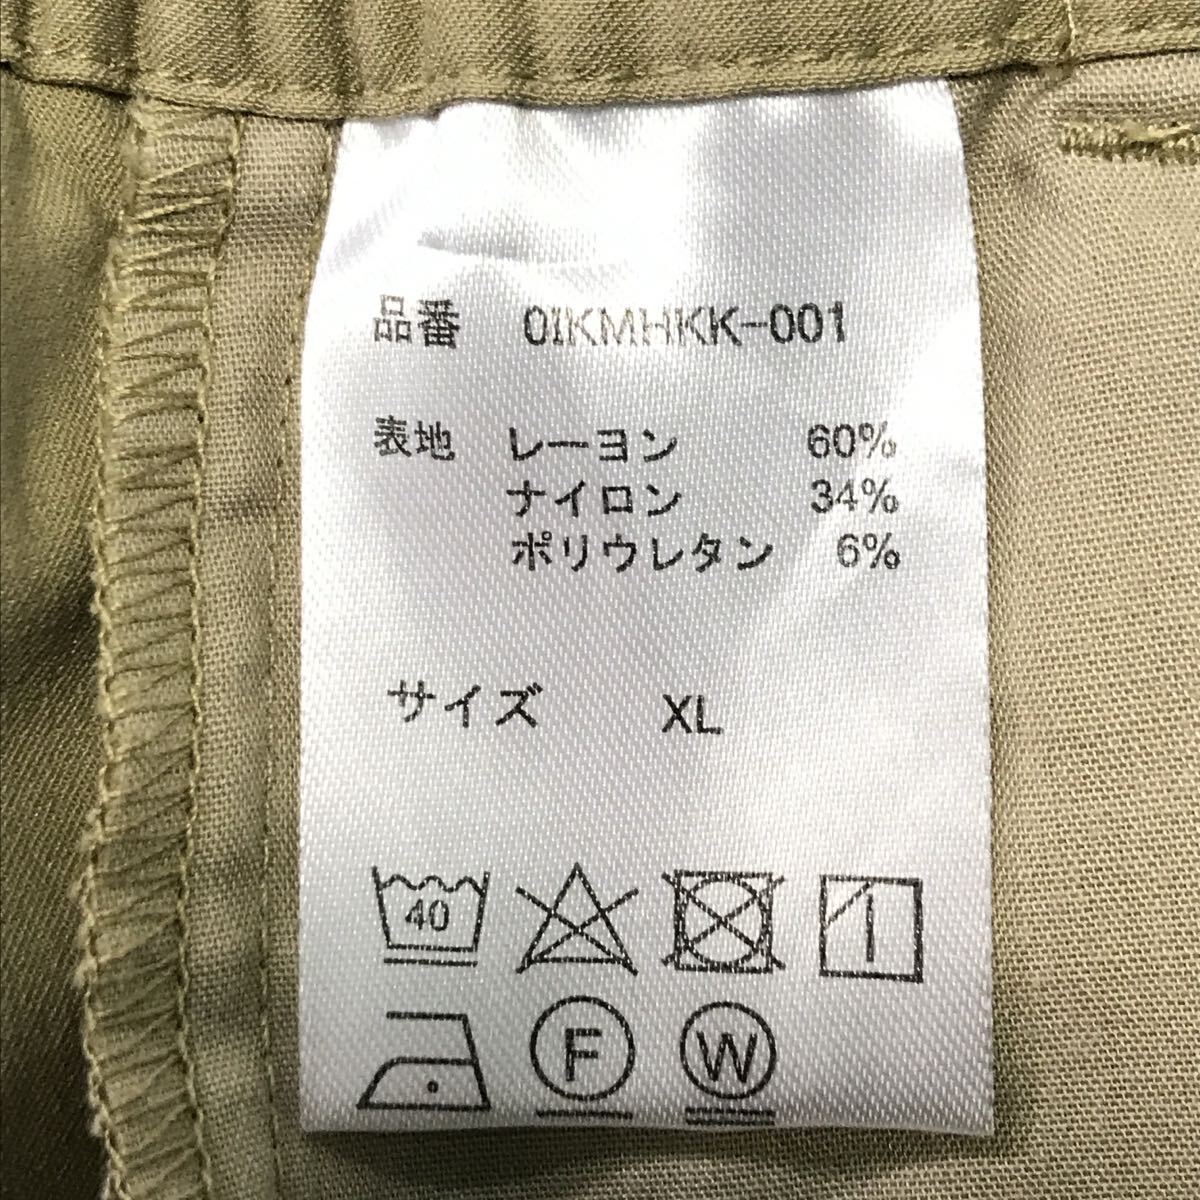 品番 0IKMHKK-001
表地 レーヨン 60%
ナイロン 34%
ポリウレタン 6%
サイズ XL
40
F W